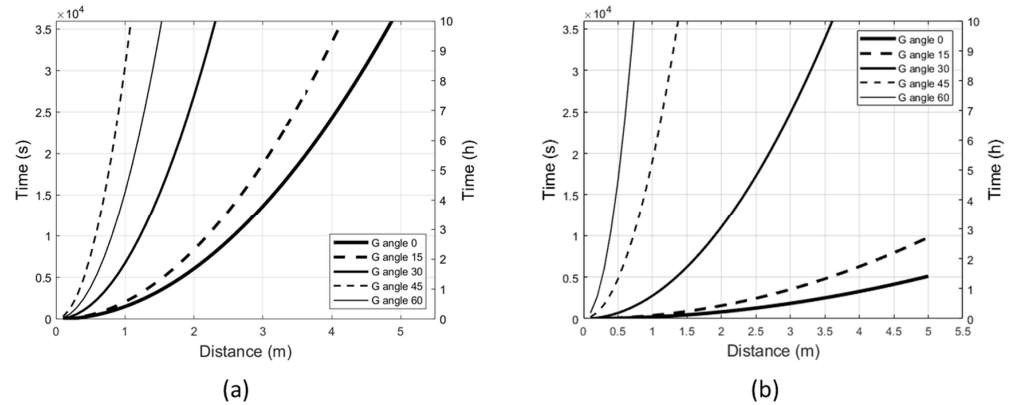 × 10⁴
3.5
3
2.5
2
1.5
1
0.5
0
Time (s)
0 1 2 3 4 5
Distance (m)
10
9
8
7
6
5
4
3
2
1
0
Time (h)
G angle 0
G angle 15
G angle 30
G angle 45
G angle 60
(a)
× 10⁴
3.5
3
2.5
2
1.5
1
0.5
0
Time (s)
0 0.5 1 1.5 2 2.5 3 3.5 4 4.5 5 5.5
Distance (m)
10
9
8
7
6
5
4
3
2
1
0
Time (h)
G angle 0
G angle 15
G angle 30
G angle 45
G angle 60
(b)